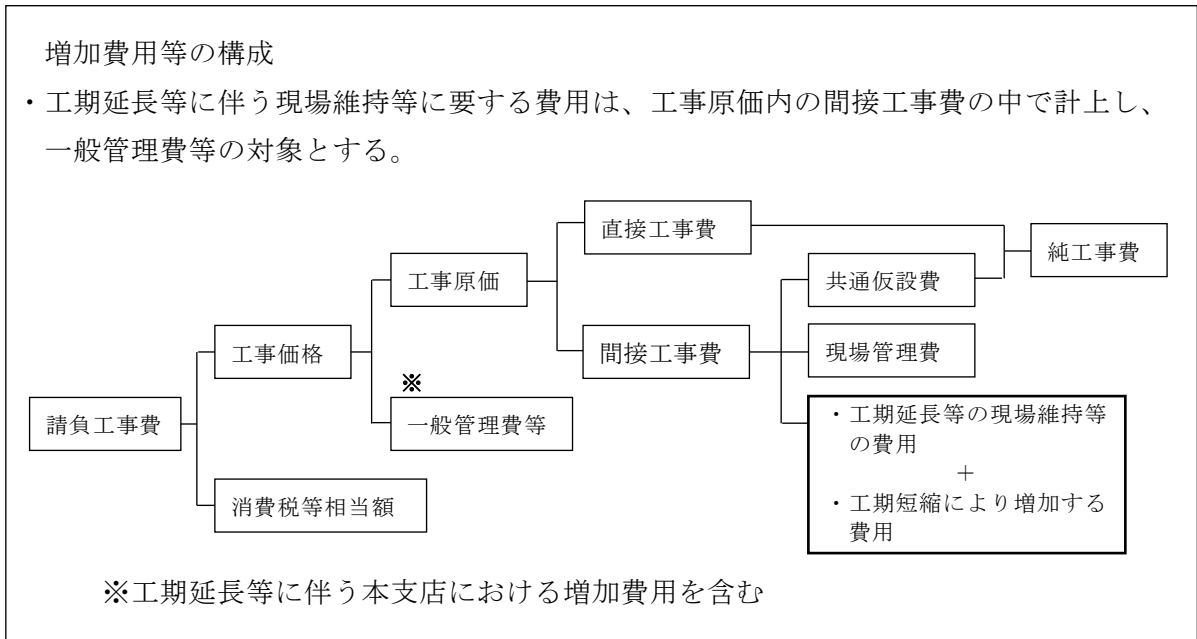 増加費用等の構成
・工期延長等に伴う現場維持等に要する費用は、工事原価内の間接工事費の中で計上し、
一般管理費等の対象とする。
直接工事費
純工事費
工事原価
共通仮設費
工事価格
間接工事費
現場管理費
※
一般管理費等
請負工事費
・工期延長等の現場維持等
の費用
＋
・工期短縮により増加する
費用
消費税等相当額
※工期延長等に伴う本支店における増加費用を含む